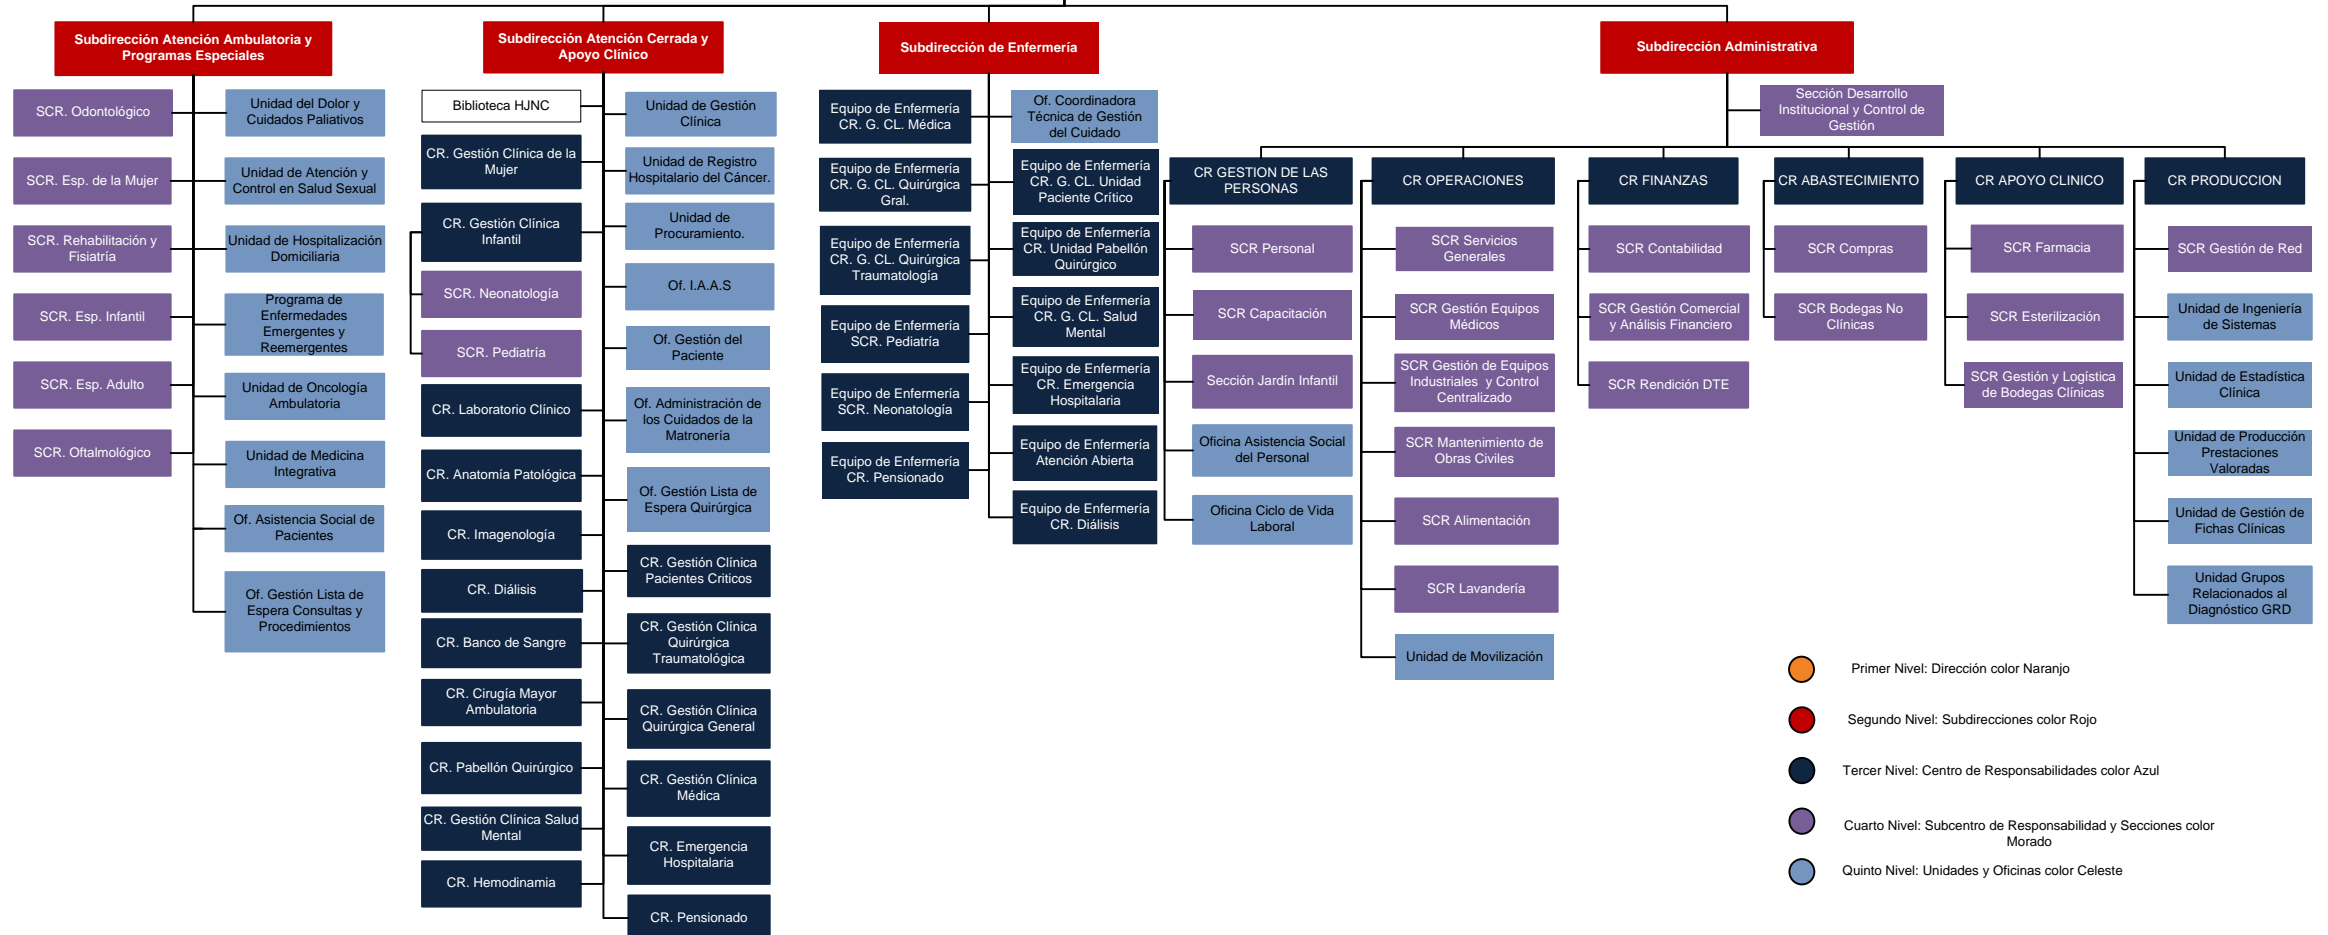 Subdirección Atención Ambulatoria y
Programas Especiales
SCR. Odontológico
Unidad del Dolor y
Cuidados Paliativos
SCR. Esp. de la Mujer
Unidad de Atención y
Control en Salud Sexual
SCR. Rehabilitación y
Fisiatría
Unidad de Hospitalización
Domiciliaria
SCR. Esp. Infantil
Programa de
Enfermedades
Emergentes y
Reemergentes
SCR. Esp. Adulto
Unidad de Oncología
Ambulatoria
SCR. Oftalmológico
Unidad de Medicina
Integrativa
Of. Asistencia Social de
Pacientes
Of. Gestión Lista de
Espera Consultas y
Procedimientos
Subdirección Atención Cerrada y
Apoyo Clínico
Biblioteca HJNC
Unidad de Gestión
Clínica
CR. Gestión Clínica de la
Mujer
Unidad de Registro
Hospitalario del Cáncer.
CR. Gestión Clínica
Infantil
Unidad de
Procuramiento.
SCR. Neonatología
Of. I.A.A.S
SCR. Pediatría
Of. Gestión del
Paciente
CR. Laboratorio Clínico
Of. Administración de
los Cuidados de la
Matronería
CR. Anatomía Patológica
Of. Gestión Lista de
Espera Quirúrgica
CR. Imagenología
CR. Gestión Clínica
Pacientes Criticos
CR. Diálisis
CR. Banco de Sangre
CR. Gestión Clínica
Quirúrgica
Traumatológica
CR. Cirugía Mayor
Ambulatoria
CR. Gestión Clínica
Quirúrgica General
CR. Pabellón Quirúrgico
CR. Gestión Clínica
Médica
CR. Gestión Clínica Salud
Mental
CR. Emergencia
Hospitalaria
CR. Hemodinamia
CR. Pensionado
Subdirección de Enfermería
Equipo de Enfermería
CR. G. CL. Médica
Of. Coordinadora
Técnica de Gestión
del Cuidado
Equipo de Enfermería
CR. G. CL. Quirúrgica
Gral.
Equipo de Enfermería
CR. G. CL. Unidad
Paciente Crítico
Equipo de Enfermería
CR. G. CL. Quirúrgica
Traumatología
Equipo de Enfermería
CR. Unidad Pabellón
Quirúrgico
Equipo de Enfermería
SCR. Pediatría
Equipo de Enfermería
CR. G. CL. Salud
Mental
Equipo de Enfermería
SCR. Neonatología
Equipo de Enfermería
CR. Emergencia
Hospitalaria
Equipo de Enfermería
CR. Pensionado
Equipo de Enfermería
Atención Abierta
Equipo de Enfermería
CR. Diálisis
Subdirección Administrativa
Sección Desarrollo
Institucional y Control de
Gestión
CR GESTION DE LAS
PERSONAS
SCR Personal
SCR Capacitación
Sección Jardín Infantil
Oficina Asistencia Social
del Personal
Oficina Ciclo de Vida
Laboral
CR OPERACIONES
SCR Servicios
Generales
SCR Gestión Equipos
Médicos
SCR Gestión de Equipos
Industriales y Control
Centralizado
SCR Mantenimiento de
Obras Civiles
SCR Alimentación
SCR Lavandería
Unidad de Movilización
CR FINANZAS
SCR Contabilidad
SCR Gestión Comercial
y Análisis Financiero
SCR Rendición DTE
CR ABASTECIMIENTO
SCR Compras
SCR Bodegas No
Clínicas
CR APOYO CLINICO
SCR Farmacia
SCR Esterilización
SCR Gestión y Logística
de Bodegas Clínicas
CR PRODUCCION
SCR Gestión de Red
Unidad de Ingeniería
de Sistemas
Unidad de Estadística
Clínica
Unidad de Producción
Prestaciones
Valoradas
Unidad de Gestión de
Fichas Clínicas
Unidad Grupos
Relacionados al
Diagnóstico GRD
Primer Nivel: Dirección color Naranjo
Segundo Nivel: Subdirecciones color Rojo
Tercer Nivel: Centro de Responsabilidades color Azul
Cuarto Nivel: Subcentro de Responsabilidad y Secciones color
Morado
Quinto Nivel: Unidades y Oficinas color Celeste